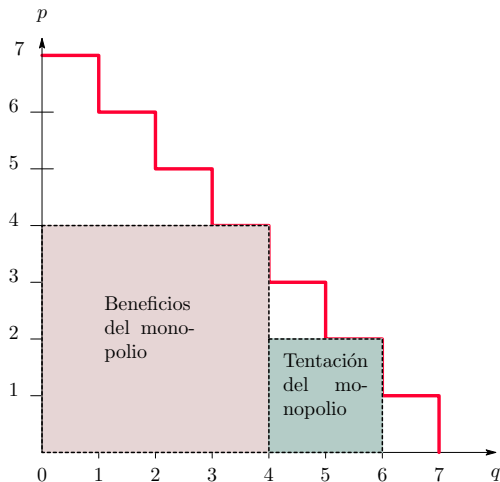 p
7
6
5
4
3
2
1
Beneficios
del mono-
polio
Tentación
del mo-
nopolio
0 1 2 3 4 5 6 7 q